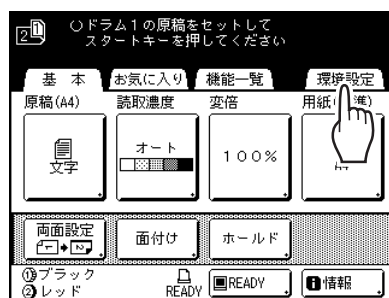 2 1 ○ドラム1の原稿をセットして
スタートキーを押してください
基 本 お気に入り 機能一覧 環境設定
原稿(A4) 読取濃度 変倍 用紙(
文字 オート 100%
両面設定 面付け ホールド
①ブラック
②レッド READY READY i情報